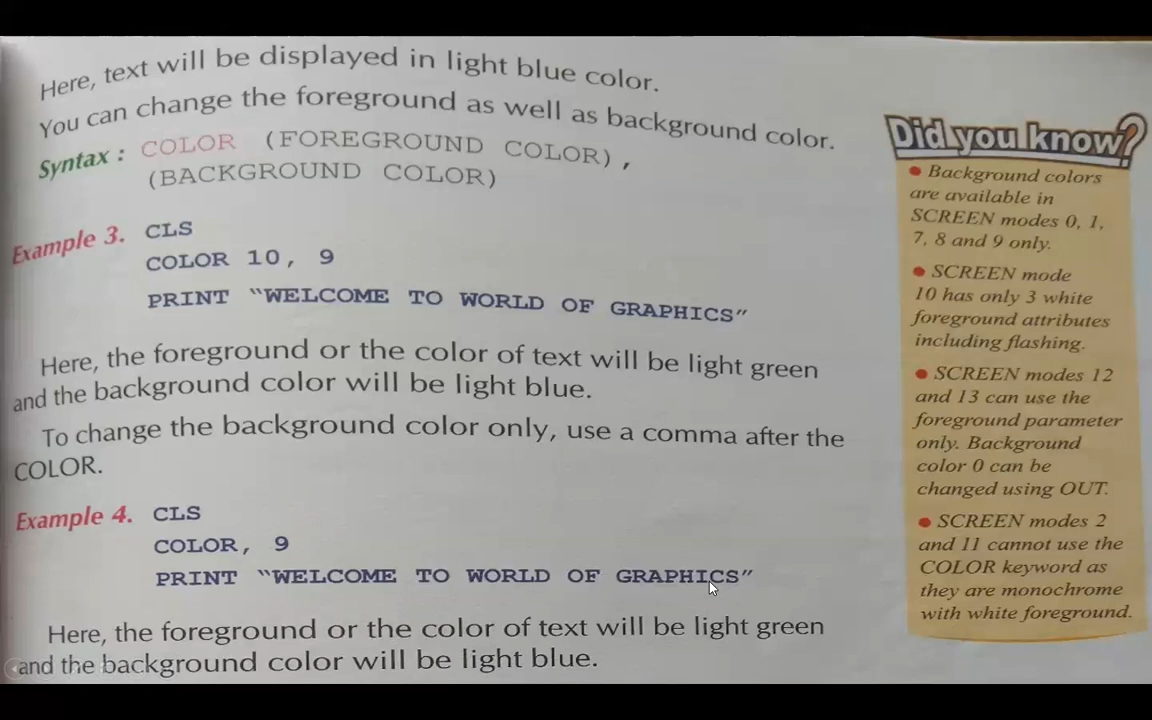 Here, text will be displayed in light blue color.
You can change the foreground as well as background color.
Syntax : COLOR (FOREGROUND COLOR),
(BACKGROUND COLOR)
Example 3. CLS
COLOR 10, 9
PRINT “WELCOME TO WORLD OF GRAPHICS”
Here, the foreground or the color of text will be light green
and the background color will be light blue.
To change the background color only, use a comma after the
COLOR.
Example 4. CLS
COLOR, 9
PRINT “WELCOME TO WORLD OF GRAPHICS”
Here, the foreground or the color of text will be light green
and the background color will be light blue.
Did you know?
• Background colors
are available in
SCREEN modes 0, 1,
7, 8 and 9 only.
• SCREEN mode
10 has only 3 white
foreground attributes
including flashing.
• SCREEN modes 12
and 13 can use the
foreground parameter
only. Background
color 0 can be
changed using OUT.
• SCREEN modes 2
and 11 cannot use the
COLOR keyword as
they are monochrome
with white foreground.